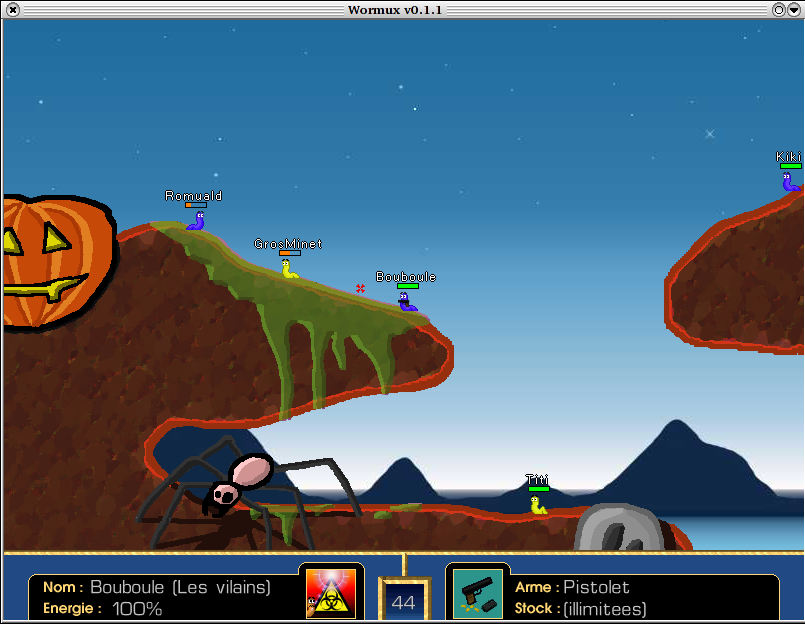 Wormux v0.1.1
Kiki
Romuald
GrosMinet
Bouboule
Titi
Nom : Bouboule (Les vilains)
Energie : 100%
44
Arme : Pistolet
Stock : (illimitees)